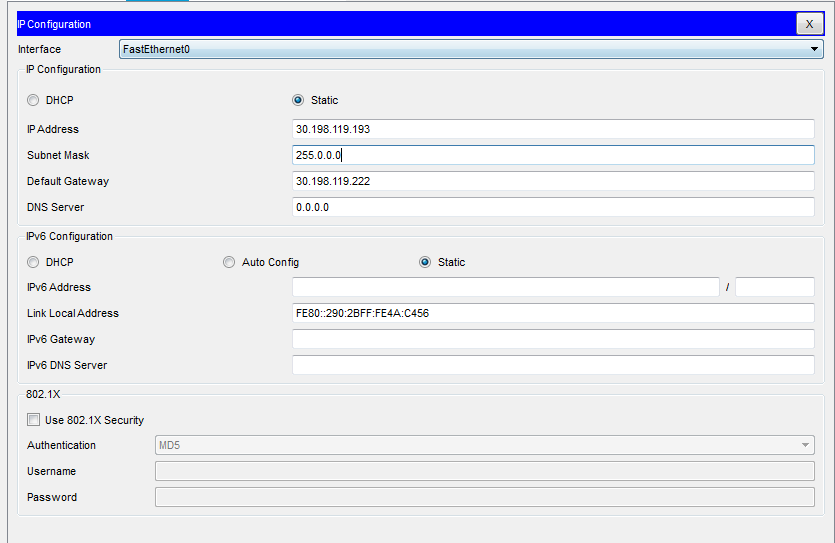 IP Configuration X
Interface FastEthernet0
IP Configuration
DHCP Static
IP Address 30.198.119.193
Subnet Mask 255.0.0.0
Default Gateway 30.198.119.222
DNS Server 0.0.0.0
IPv6 Configuration
DHCP Auto Config Static
IPv6 Address /
Link Local Address FE80::290:2BFF:FE4A:C456
IPv6 Gateway
IPv6 DNS Server
802.1X
Use 802.1X Security
Authentication MD5
Username
Password